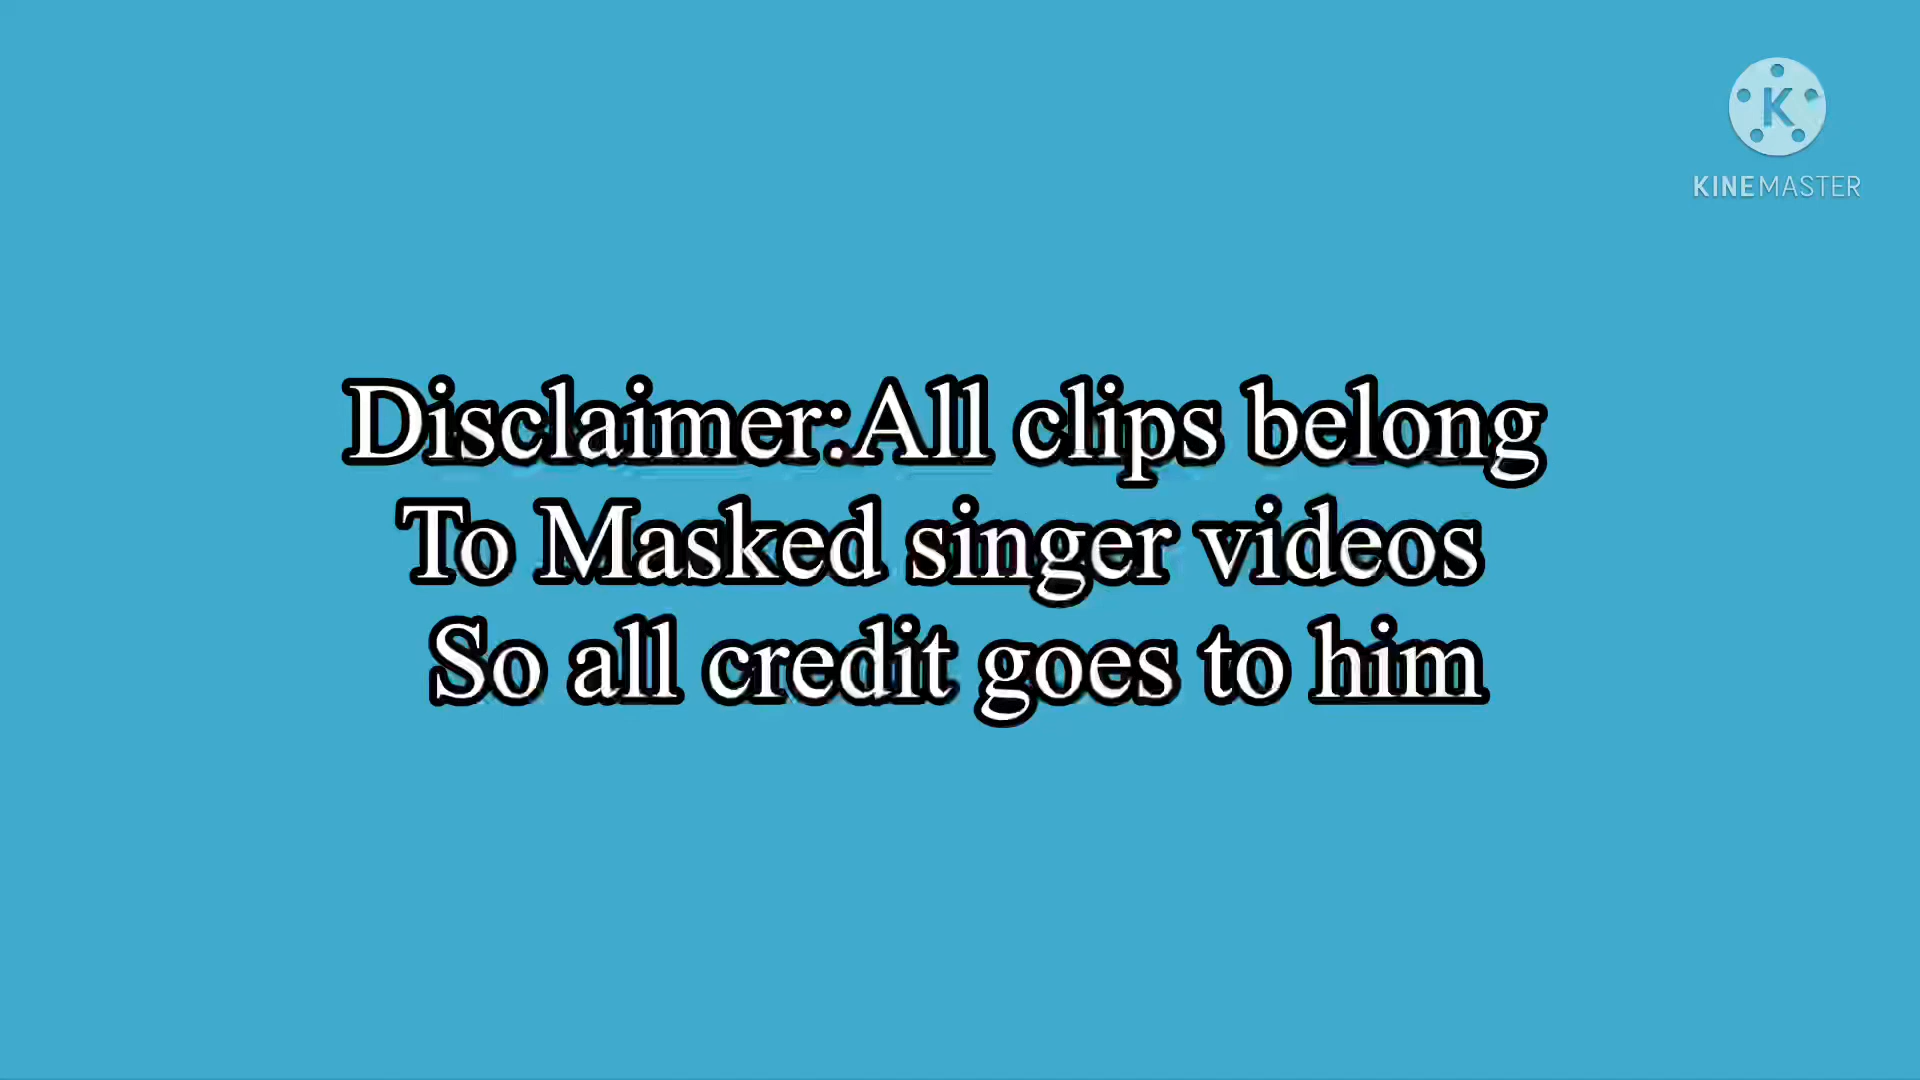 K
KINEMASTER
Disclaimer:All clips belong
To Masked singer videos
So all credit goes to him